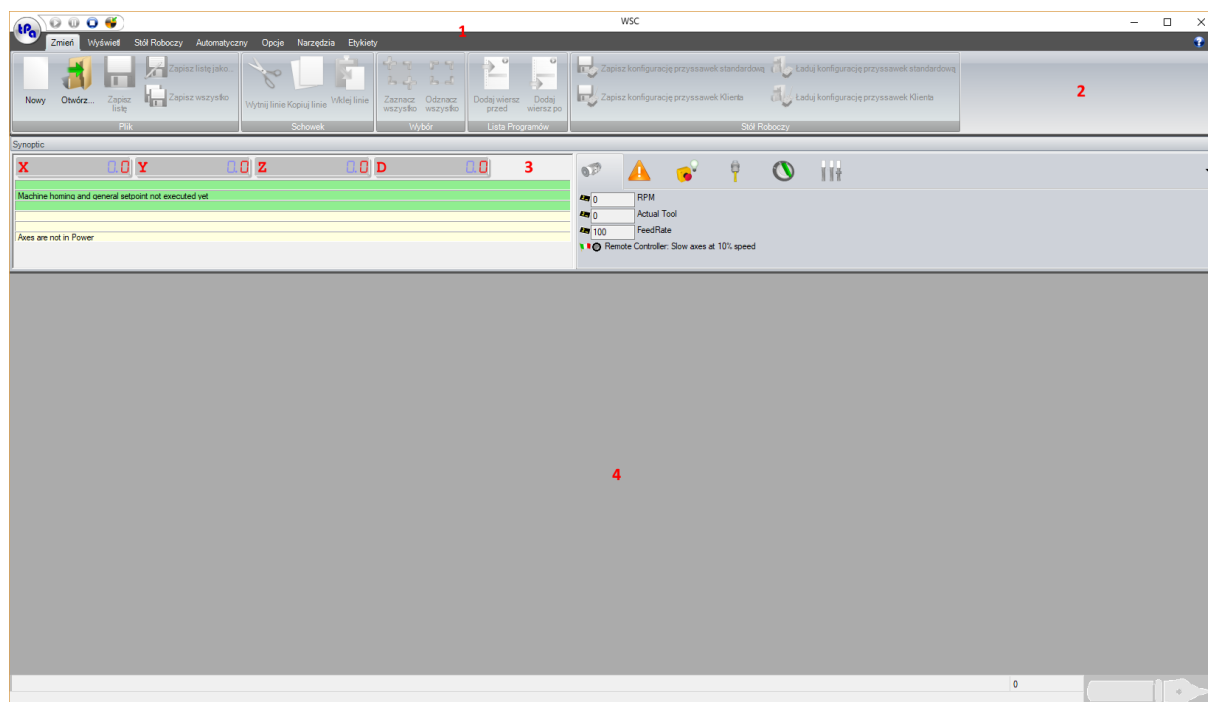 tPa
WSC
1
Zmień Wyświetl Stół Roboczy Automatyczny Opcje Narzędzia Etykiety
Nowy Otwórz... Zapisz listę Zapisz listę jako... Zapisz wszystko
Wytnij linie Kopiuj linie Wklej linie
Zaznacz wszystko Odznacz wszystko
Dodaj wiersz przed Dodaj wiersz po
Zapisz konfigurację przyssawek standardową Ładuj konfigurację przyssawek standardową
Zapisz konfigurację przyssawek Klienta Ładuj konfigurację przyssawek Klienta
2
Plik Schowek Wybór Lista Programów Stół Roboczy
Synoptic
X 0.0 Y 0.0 Z 0.0 D 0.0 3
Machine homing and general setpoint not executed yet
Axes are not in Power
0 RPM
0 Actual Tool
100 FeedRate
Remote Controller: Slow axes at 10% speed
4
0